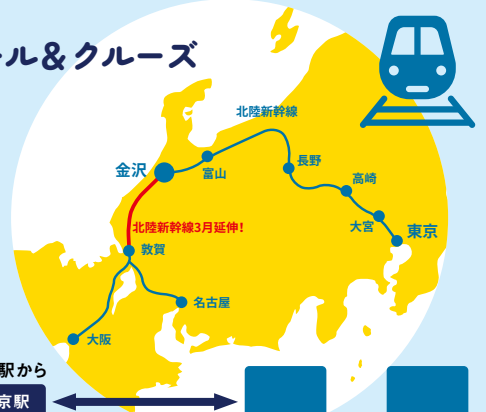 ール&クルーズ
北陸新幹線
金沢
富山
長野
高崎
大宮
東京
北陸新幹線3月延伸!
敦賀
名古屋
大阪
駅から
京駅